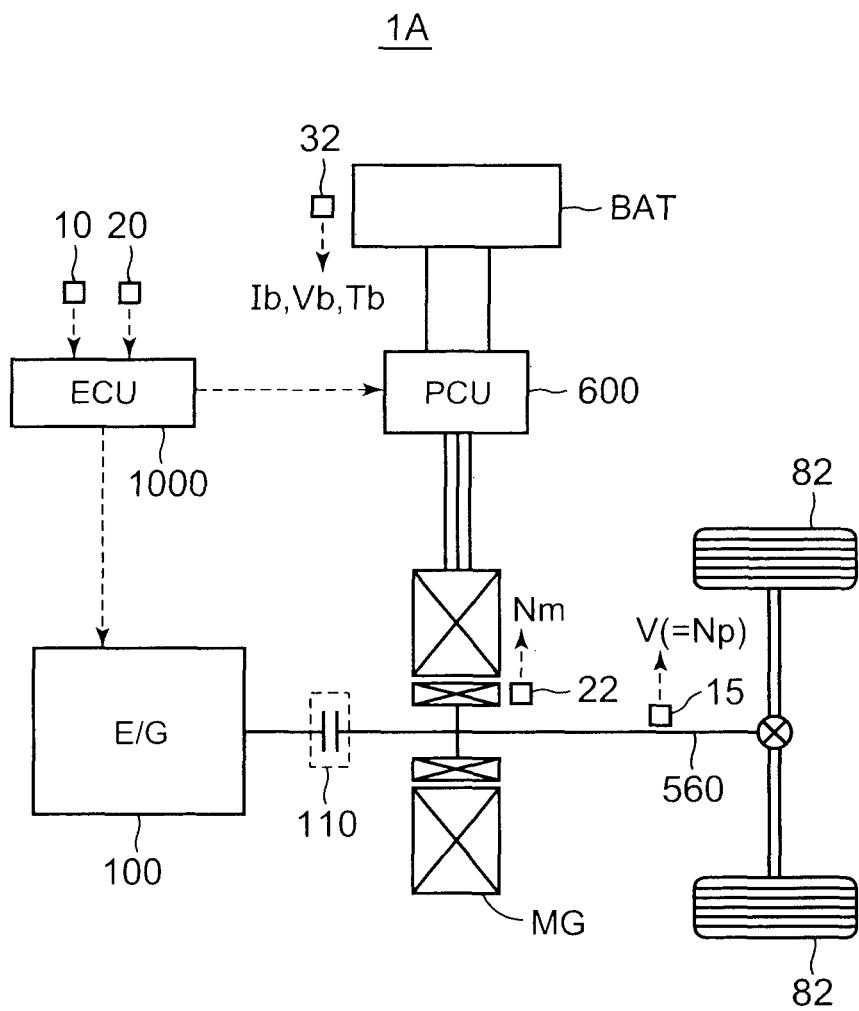 1A
32
BAT
10 20
Ib,Vb,Tb
ECU
PCU
600
1000
82
Nm
V(=Np)
22
15
E/G
560
110
100
MG
82